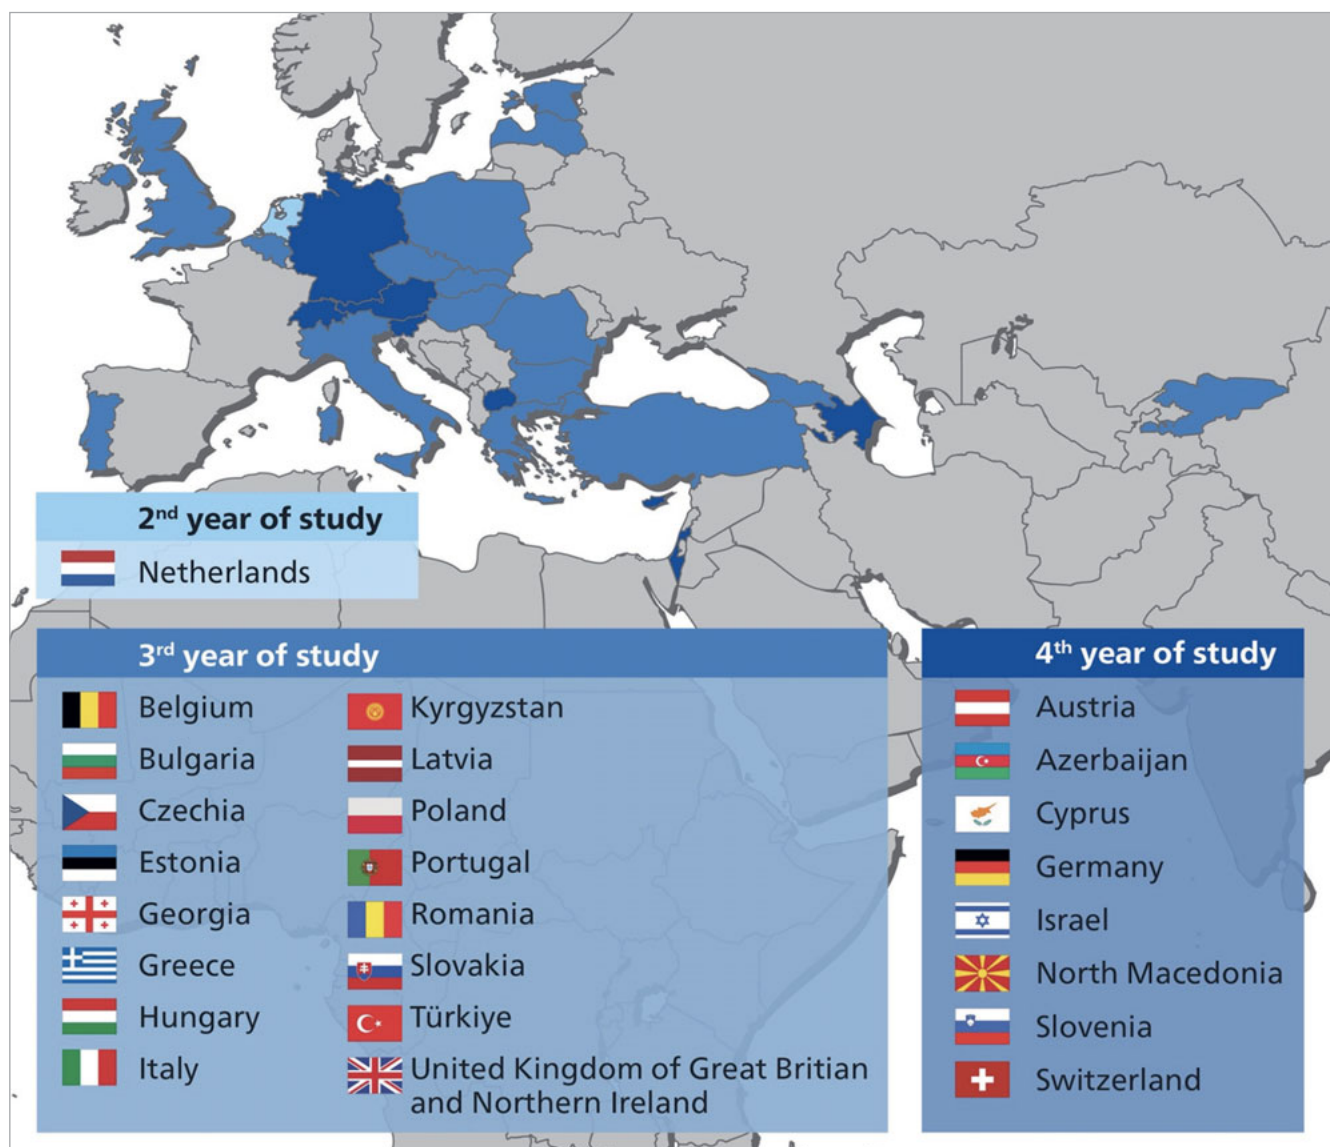 2nd year of study
Netherlands
3rd year of study
Belgium
Bulgaria
Czechia
Estonia
Georgia
Greece
Hungary
Italy
Kyrgyzstan
Latvia
Poland
Portugal
Romania
Slovakia
Türkiye
United Kingdom of Great Britian
and Northern Ireland
4th year of study
Austria
Azerbaijan
Cyprus
Germany
Israel
North Macedonia
Slovenia
Switzerland